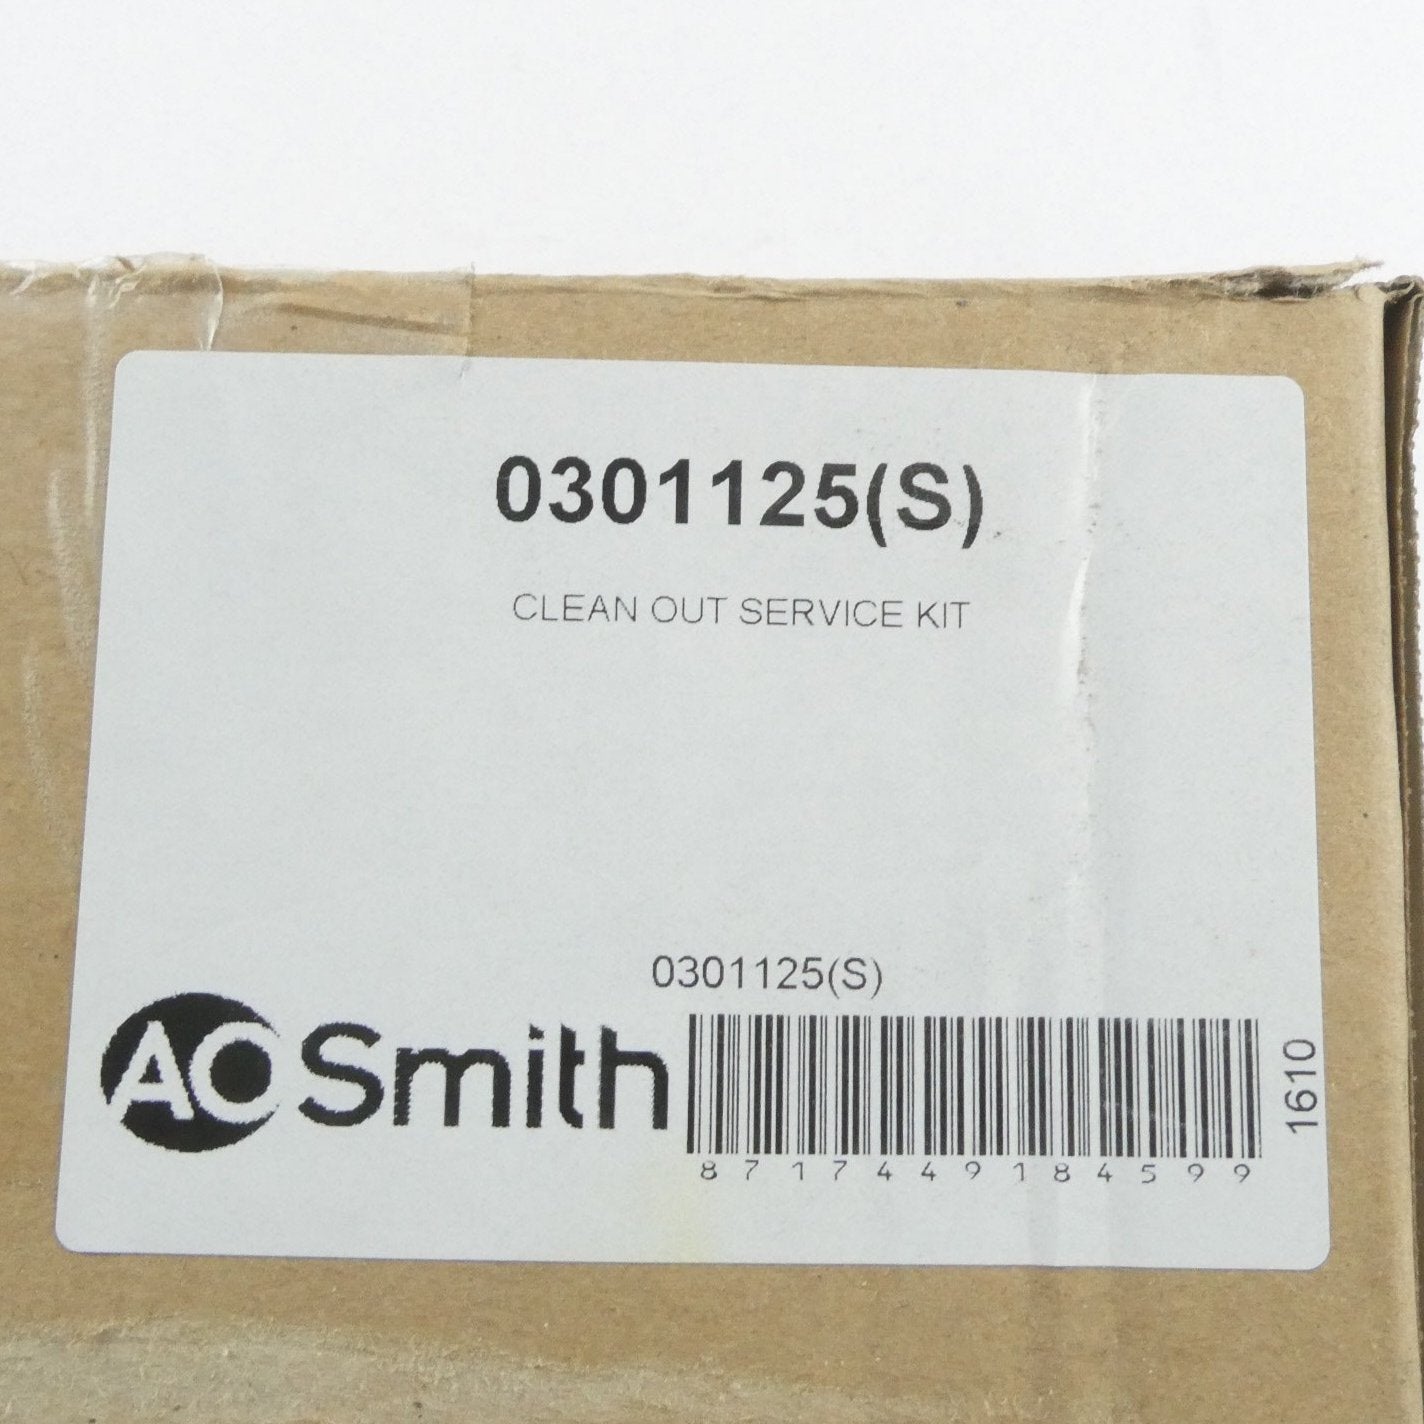 0301125(S)
CLEAN OUT SERVICE KIT
0301125(S)
AO Smith
8717449184599
1610